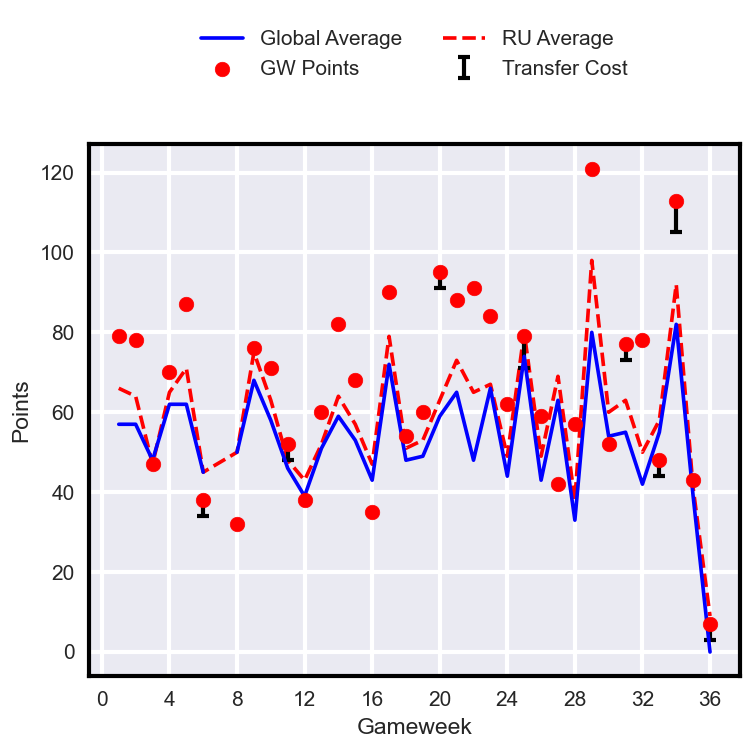 Global Average
RU Average
GW Points
Transfer Cost
Points
120
100
80
60
40
20
0
0 4 8 12 16 20 24 28 32 36
Gameweek